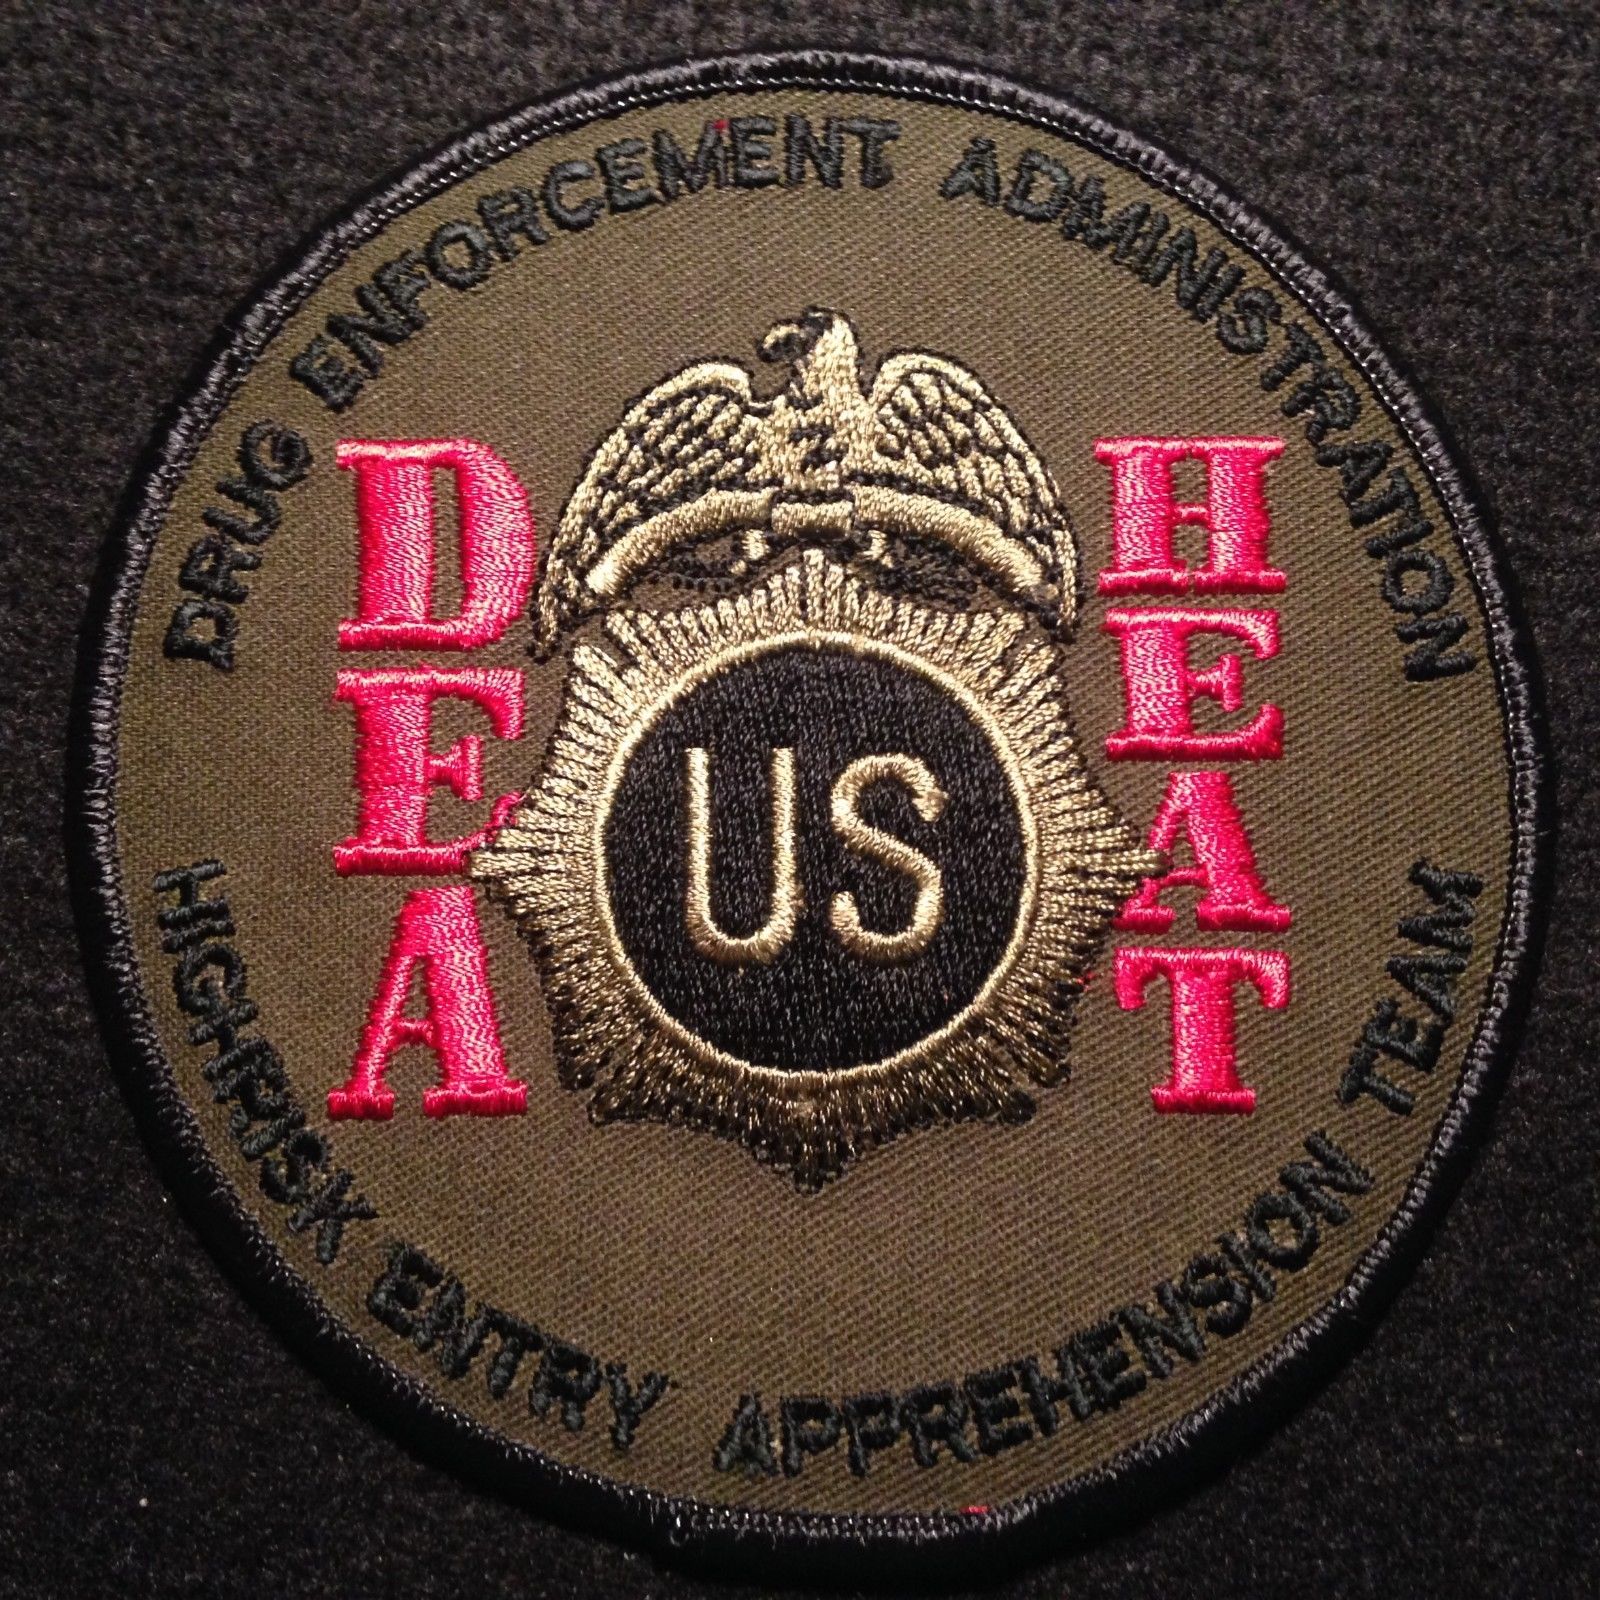 DRUG ENFORCEMENT ADMINISTRATION
DEA
HEAT
US
HIGH-RISK ENTRY APPREHENSION TEAM